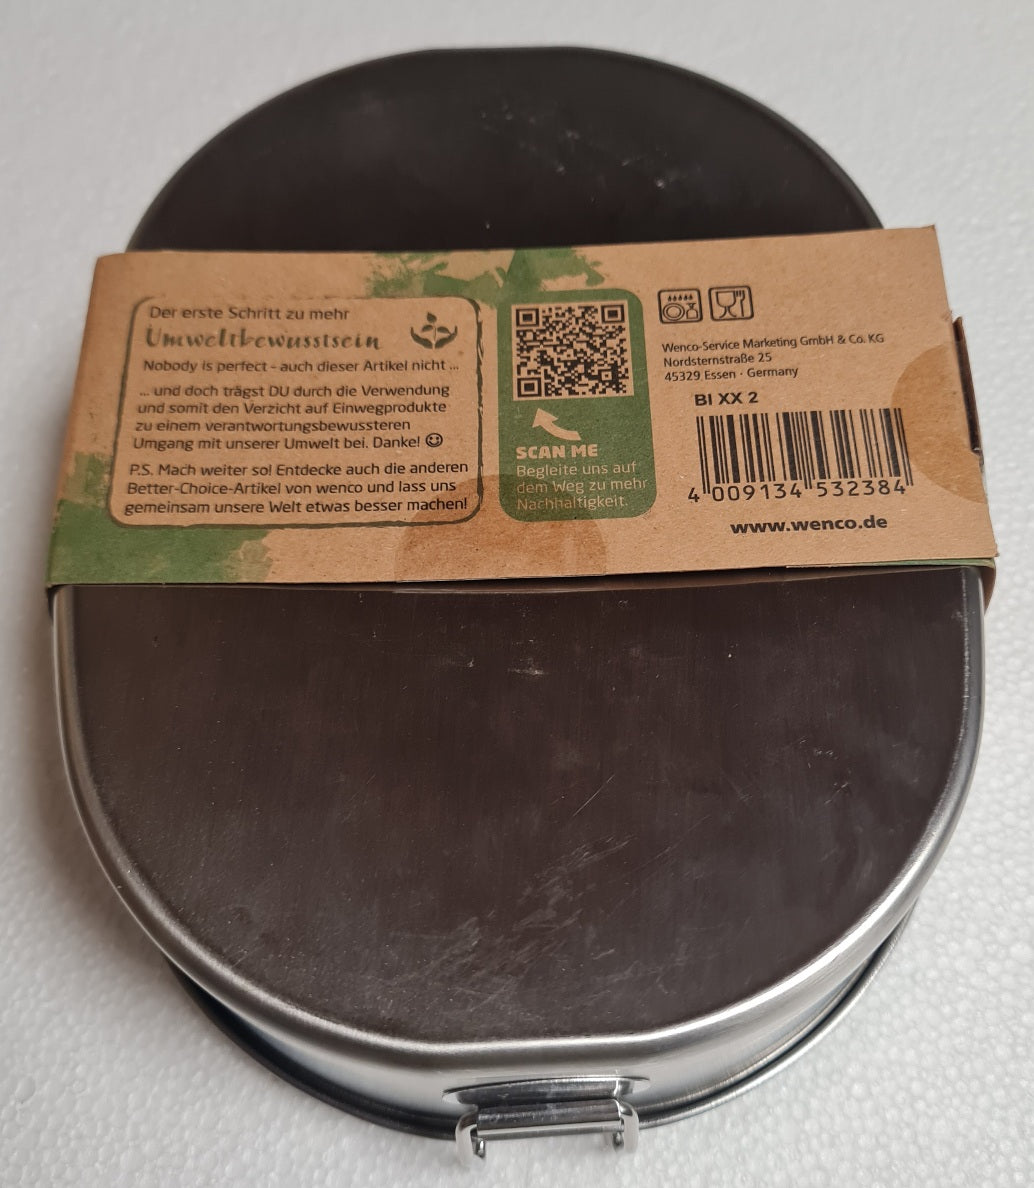 Der erste Schritt zu mehr
Umweltbewusstsein
Nobody is perfect - auch dieser Artikel nicht ...
... und doch trägst DU durch die Verwendung
und somit den Verzicht auf Einwegprodukte
zu einem verantwortungsbewussteren
Umgang mit unserer Umwelt bei. Danke! ☺
P.S. Mach weiter so! Entdecke auch die anderen
Better-Choice-Artikel von wenco und lass uns
gemeinsam unsere Welt etwas besser machen!
SCAN ME
Begleite uns auf
dem Weg zu mehr
Nachhaltigkeit.
Wenco-Service Marketing GmbH & Co. KG
Nordsternstraße 25
45329 Essen · Germany
BI XX 2
4 009134 532384
www.wenco.de